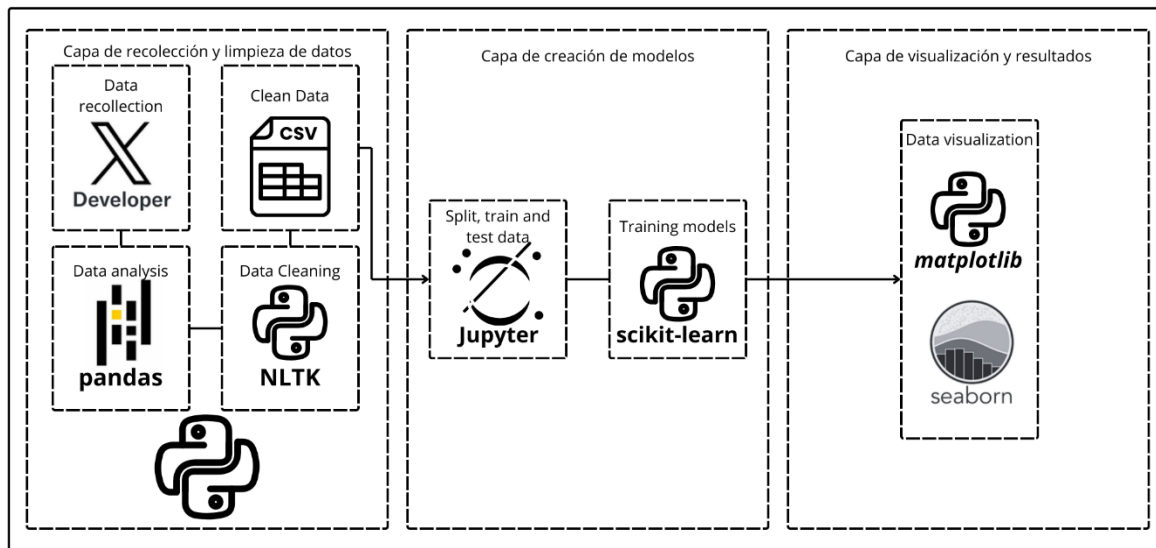 Capa de recolección y limpieza de datos
Data
recollection
Developer
Clean Data
CSV
Data analysis
pandas
Data Cleaning
NLTK
Capa de creación de modelos
Split, train and
test data
Jupyter
Training models
scikit-learn
Capa de visualización y resultados
Data visualization
matplotlib
seaborn